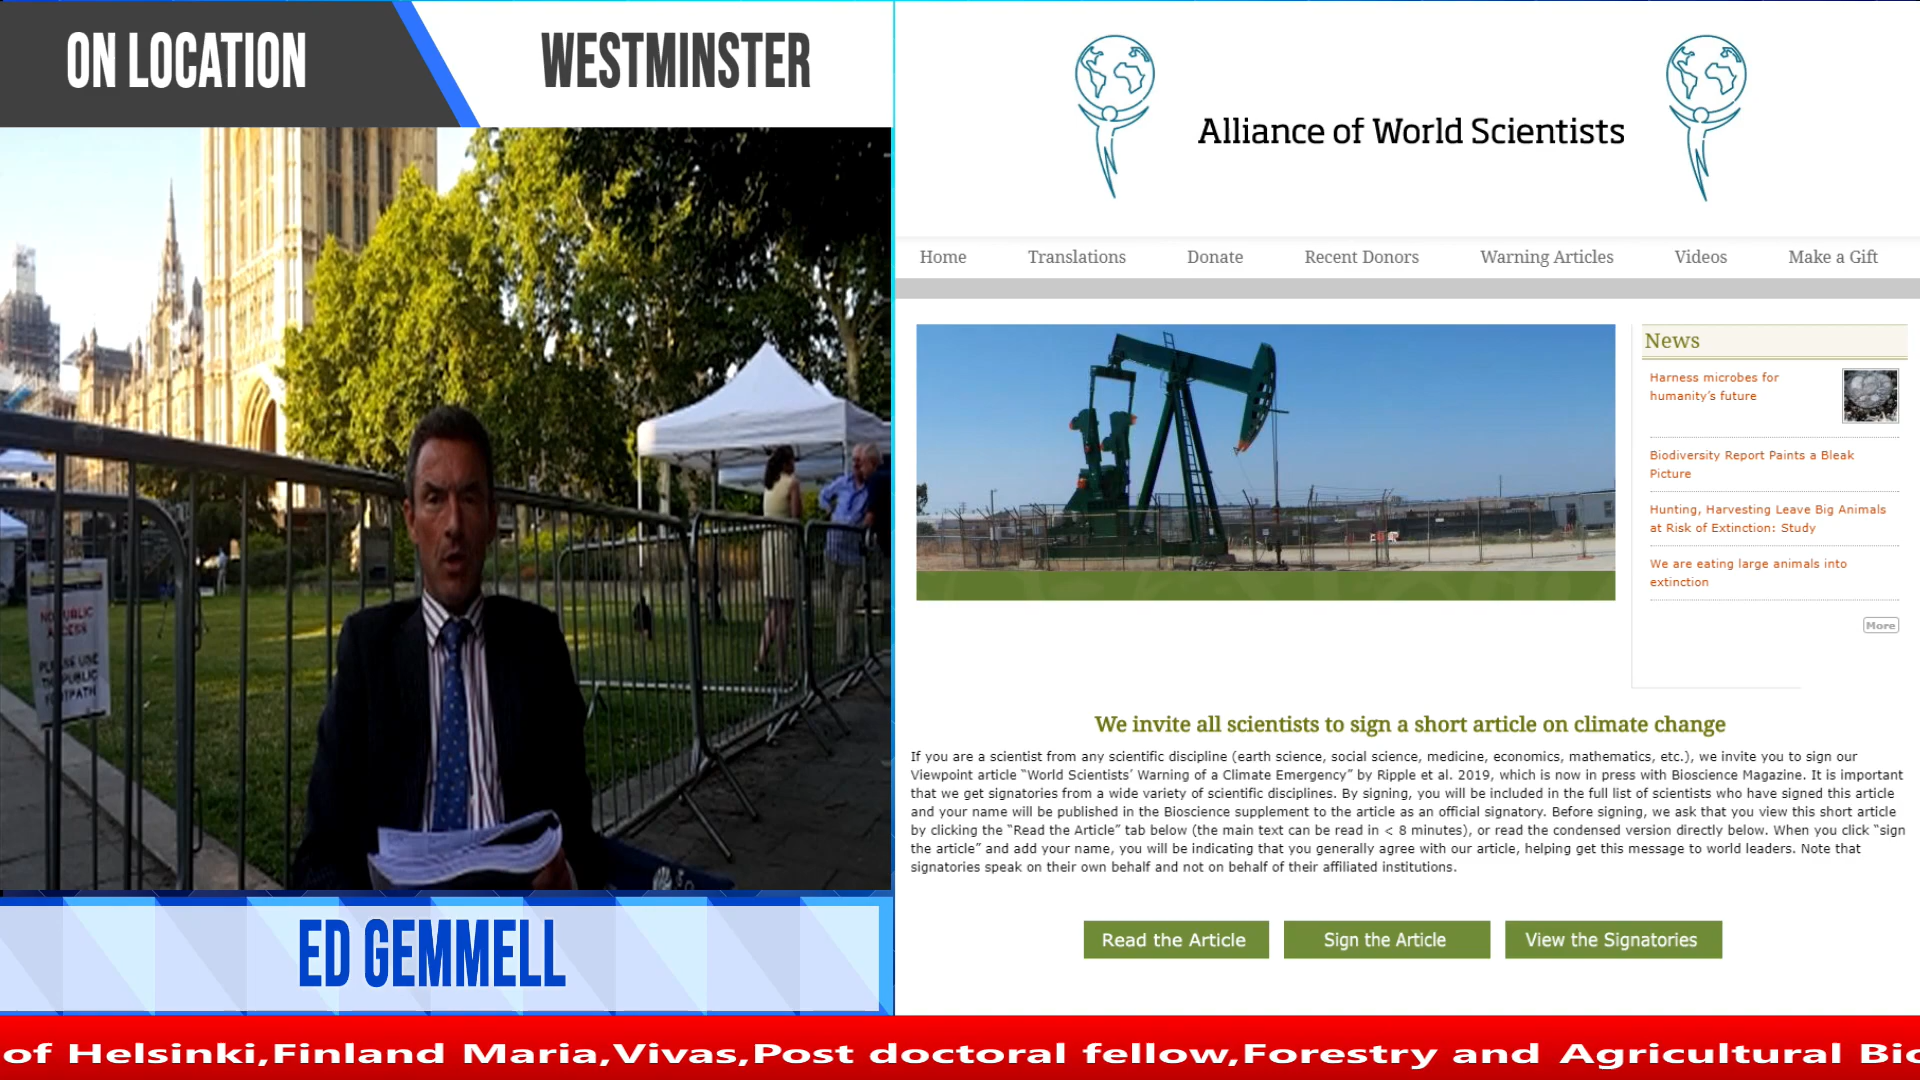 ON LOCATION
WESTMINSTER
NO PUBLIC
ACCESS
PLEASE USE
THE PUBLIC
FOOTPATH
ED GEMMELL
Alliance of World Scientists
Home Translations Donate Recent Donors Warning Articles Videos Make a Gift
News
Harness microbes for
humanity’s future
Biodiversity Report Paints a Bleak
Picture
Hunting, Harvesting Leave Big Animals
at Risk of Extinction: Study
We are eating large animals into
extinction
More
We invite all scientists to sign a short article on climate change
If you are a scientist from any scientific discipline (earth science, social science, medicine, economics, mathematics, etc.), we invite you to sign our
Viewpoint article “World Scientists’ Warning of a Climate Emergency” by Ripple et al. 2019, which is now in press with Bioscience Magazine. It is important
that we get signatories from a wide variety of scientific disciplines. By signing, you will be included in the full list of scientists who have signed this article
and your name will be published in the Bioscience supplement to the article as an official signatory. Before signing, we ask that you view this short article
by clicking the “Read the Article” tab below (the main text can be read in < 8 minutes), or read the condensed version directly below. When you click “sign
the article” and add your name, you will be indicating that you generally agree with our article, helping get this message to world leaders. Note that
signatories speak on their own behalf and not on behalf of their affiliated institutions.
Read the Article Sign the Article View the Signatories
of Helsinki,Finland Maria,Vivas,Post doctoral fellow,Forestry and Agricultural Bio